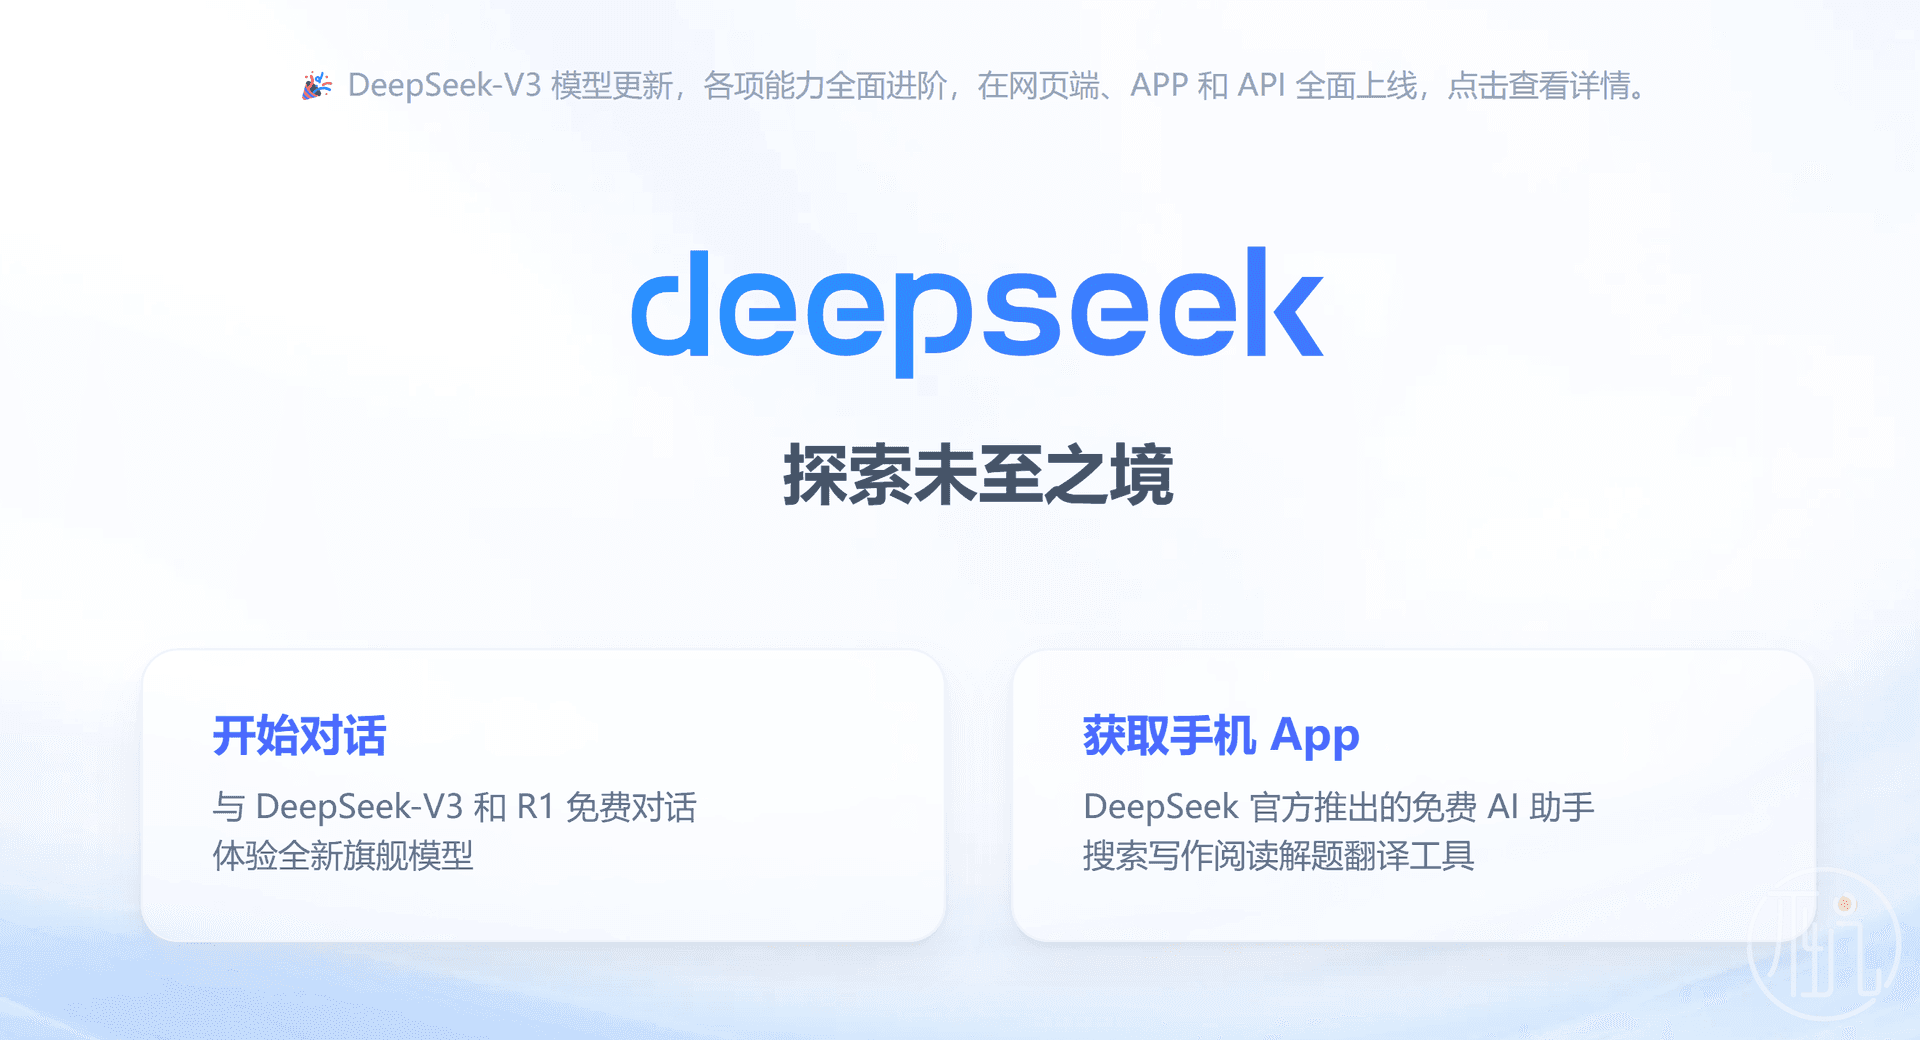 🎉 DeepSeek-V3 模型更新，各项能力全面进阶，在网页端、APP 和 API 全面上线，点击查看详情。
deepseek
探索未至之境
开始对话
与 DeepSeek-V3 和 R1 免费对话
体验全新旗舰模型
获取手机 App
DeepSeek 官方推出的免费 AI 助手
搜索写作阅读解题翻译工具